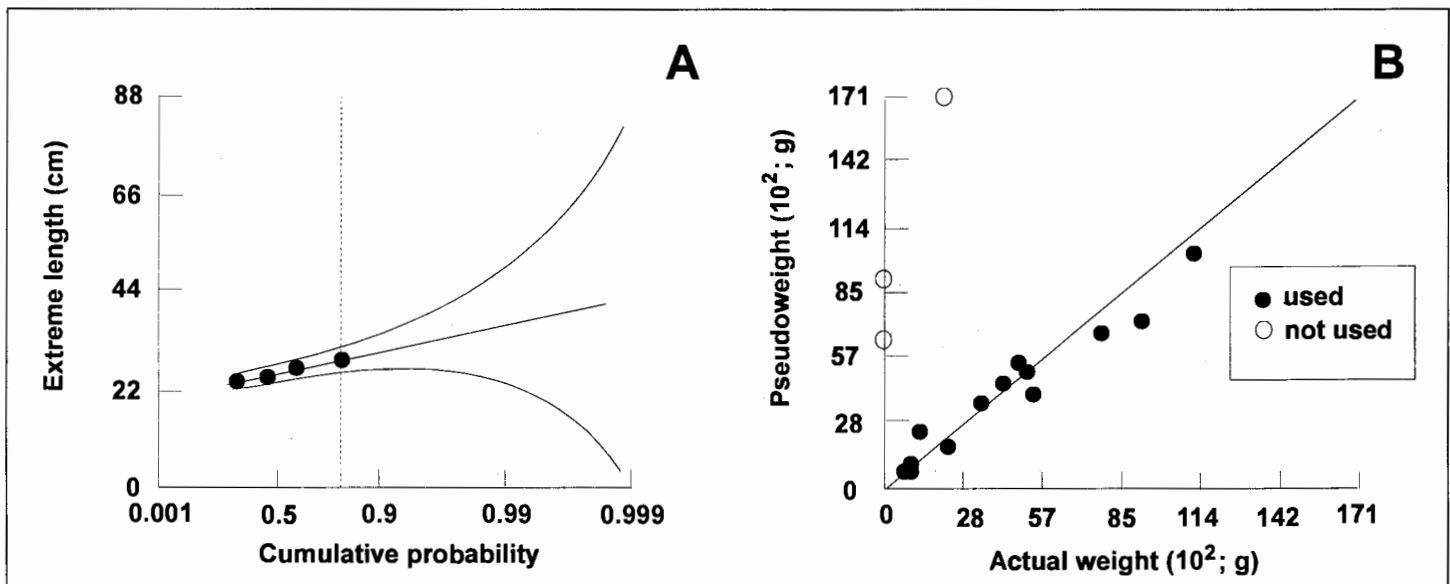 A
Extreme length (cm)
88
66
44
22
0
0.001 0.5 0.9 0.99 0.999
Cumulative probability
B
Pseudoweight (10²; g)
171
142
114
85
57
28
0
0 28 57 85 114 142 171
Actual weight (10²; g)
used
not used